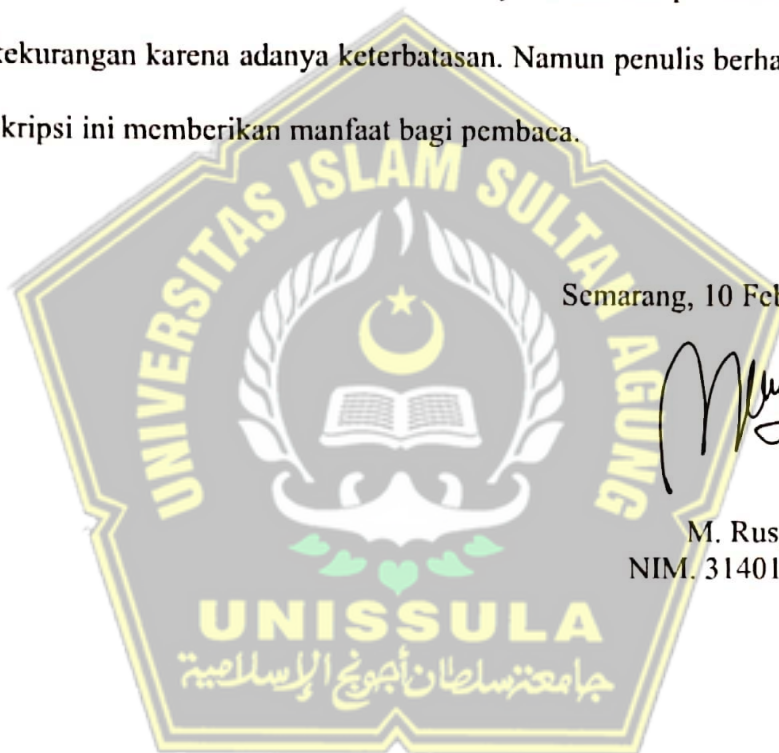 kekurangan karena adanya keterbatasan. Namun penulis berha
kripsi ini memberikan manfaat bagi pembaca.
UNIVERSITAS ISLAM SULTAN AGUNG
Semarang, 10 Feb
M. Rus
NIM. 31401
UNISSULA
جامعة سلطان أجونج الإسلامية